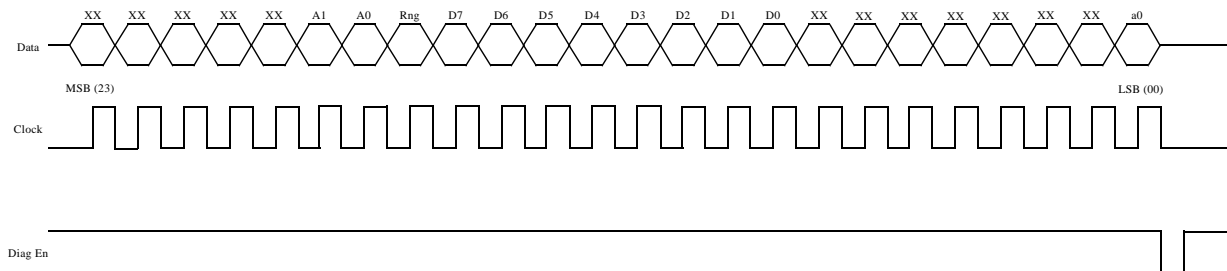 XX XX XX XX XX A1 A0 Rng D7 D6 D5 D4 D3 D2 D1 D0 XX XX XX XX XX XX XX a0
Data
MSB (23) LSB (00)
Clock
Diag En